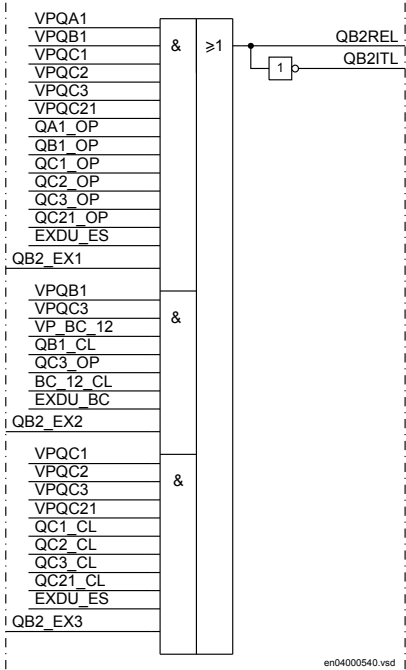 VPQA1
VPQB1
VPQC1
VPQC2
VPQC3
VPQC21
QA1_OP
QB1_OP
QC1_OP
QC2_OP
QC3_OP
QC21_OP
EXDU_ES
QB2_EX1
&
≥1
QB2REL
QB2ITL
1
VPQB1
VPQC3
VP_BC_12
QB1_CL
QC3_OP
BC_12_CL
EXDU_BC
QB2_EX2
&
VPQC1
VPQC2
VPQC3
VPQC21
QC1_CL
QC2_CL
QC3_CL
QC21_CL
EXDU_ES
QB2_EX3
&
en04000540.vsd